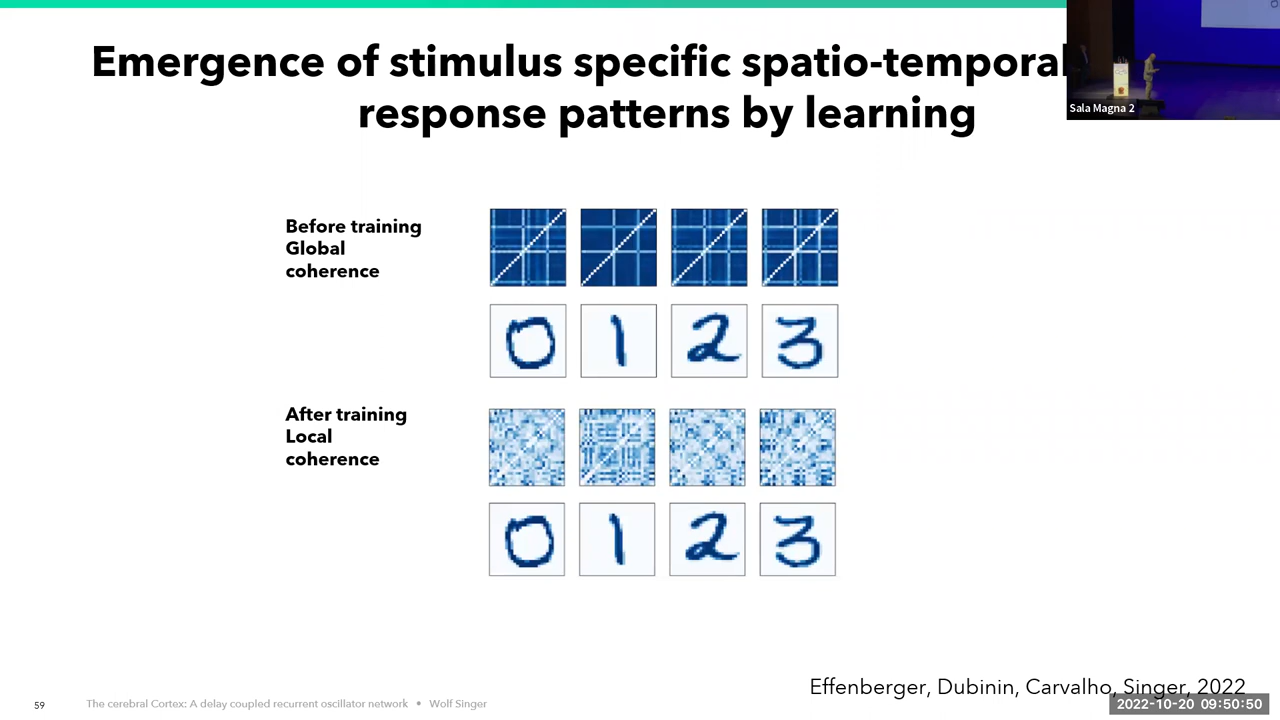 Emergence of stimulus specific spatio-temporal
response patterns by learning
Sala Magna 2
Before training
Global
coherence
0 1 2 3
After training
Local
coherence
0 1 2 3
Effenberger, Dubinin, Carvalho, Singer, 2022
2022-10-20 09:50:50
59 The cerebral Cortex: A delay coupled recurrent oscillator network • Wolf Singer